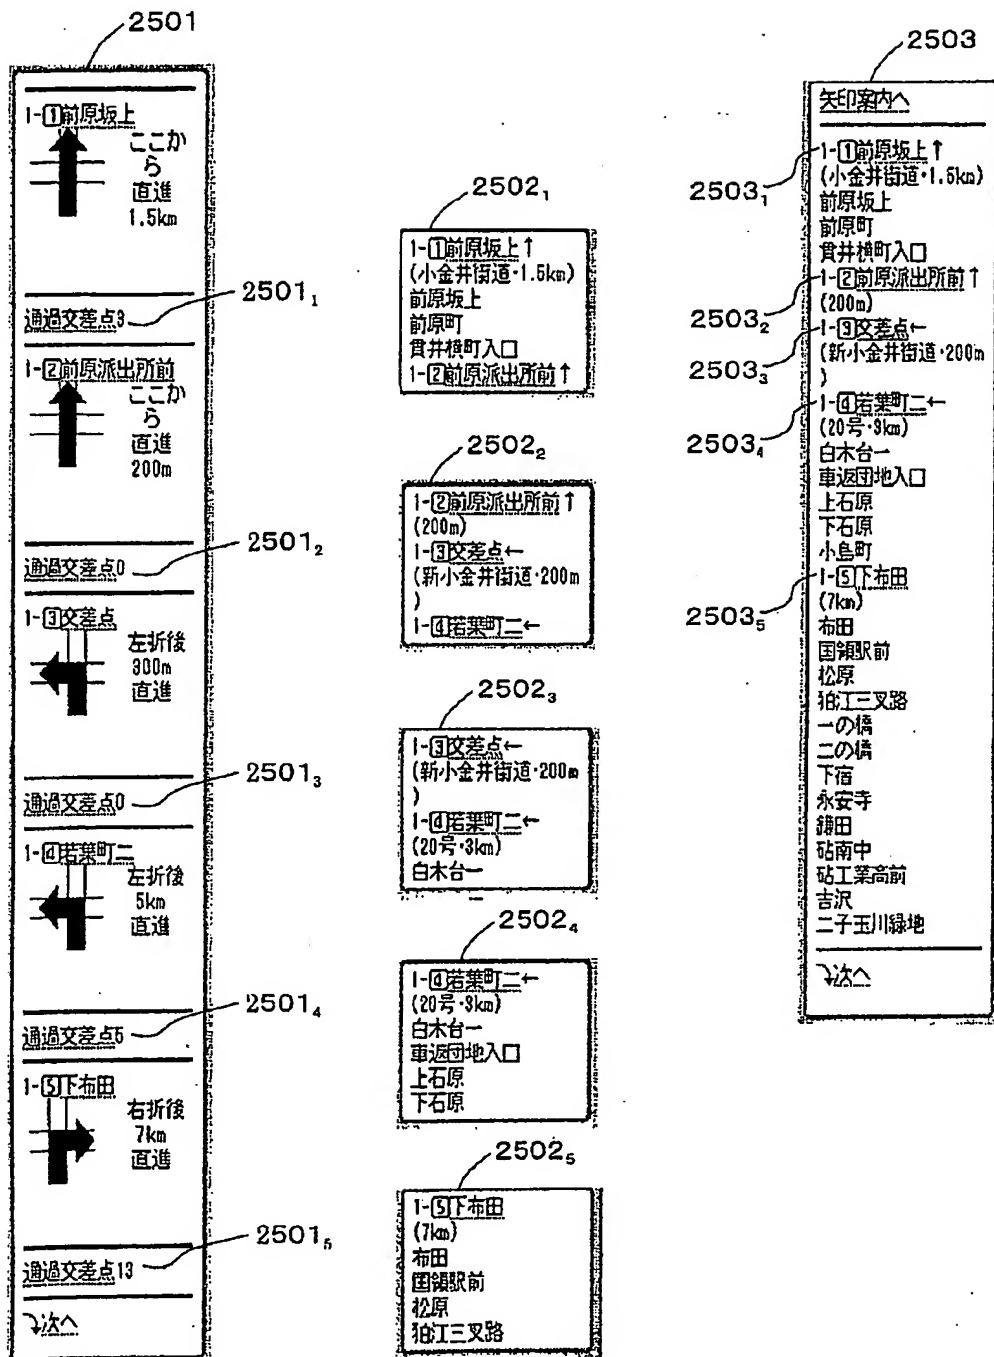 2501
1-①前原坂上
ここか
ら
直進
1.5km
通過交差点3
2501₁
1-②前原派出所前
ここか
ら
直進
200m
通過交差点0
2501₂
1-③交差点
左折後
300m
直進
通過交差点0
2501₃
1-④若葉町二
左折後
5km
直進
通過交差点5
2501₄
1-⑤下布田
右折後
7km
直進
通過交差点13
2501₅
⤵次へ
2502₁
1-①前原坂上↑
(小金井街道・1.5km)
前原坂上
前原町
貫井横町入口
1-②前原派出所前↑
2502₂
1-②前原派出所前↑
(200m)
1-③交差点←
(新小金井街道・200m
)
1-④若葉町二←
2502₃
1-③交差点←
(新小金井街道・200m
)
1-④若葉町二←
(20号・3km)
白木台一
2502₄
1-④若葉町二←
(20号・3km)
白木台一
車返団地入口
上石原
下石原
2502₅
1-⑤下布田
(7km)
布田
国領駅前
松原
狛江三叉路
2503
矢印案内へ
2503₁
1-①前原坂上↑
(小金井街道・1.5km)
前原坂上
前原町
貫井横町入口
2503₂
1-②前原派出所前↑
(200m)
2503₃
1-③交差点←
(新小金井街道・200m
)
2503₄
1-④若葉町二←
(20号・3km)
白木台一
車返団地入口
上石原
下石原
小島町
2503₅
1-⑤下布田
(7km)
布田
国領駅前
松原
狛江三叉路
一の橋
二の橋
下宿
永安寺
鎌田
砧南中
砧工業高前
吉沢
二子玉川緑地
⤵次へ